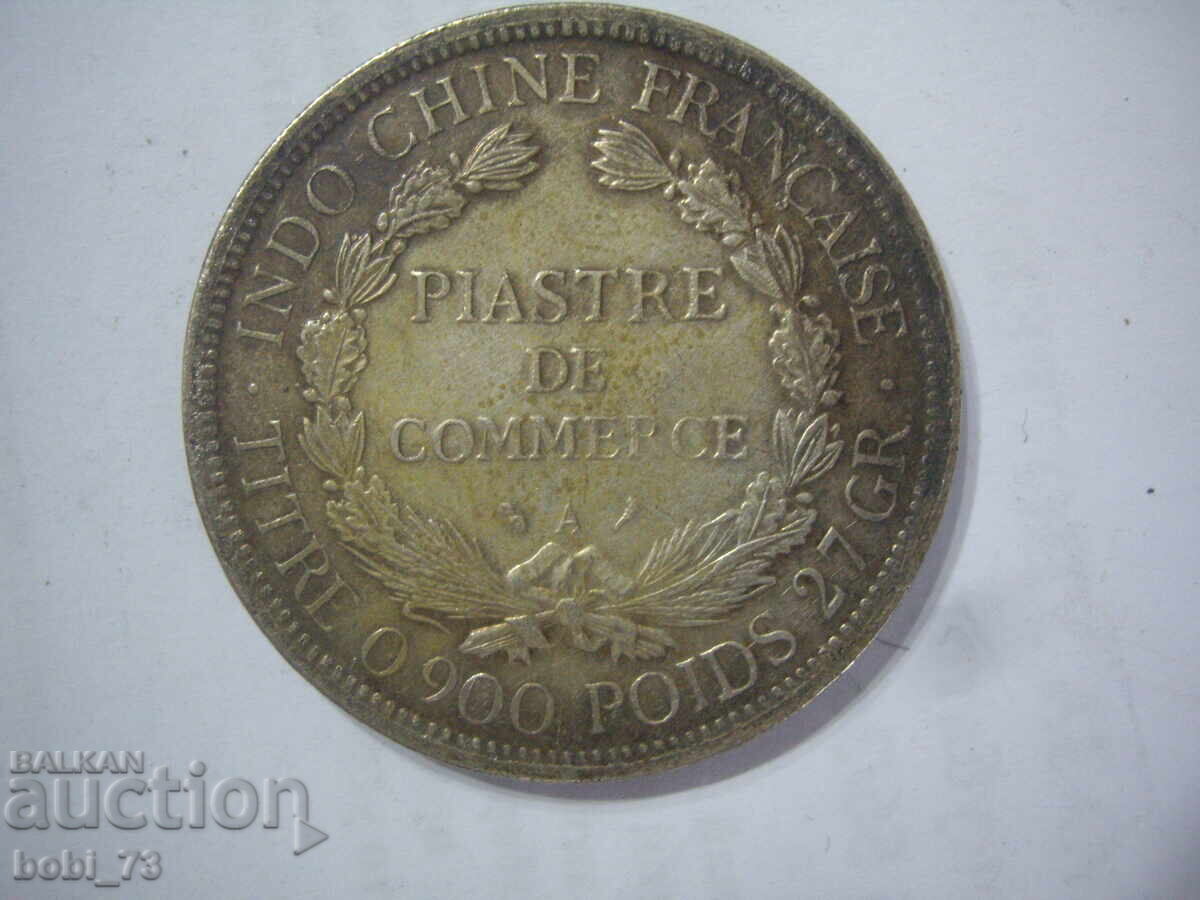 · INDO-CHINE FRANÇAISE ·
PIASTRE
DE
COMMERCE
A
TITRE 0,900 POIDS 27 GR.
BALKAN
auction
bobi_73